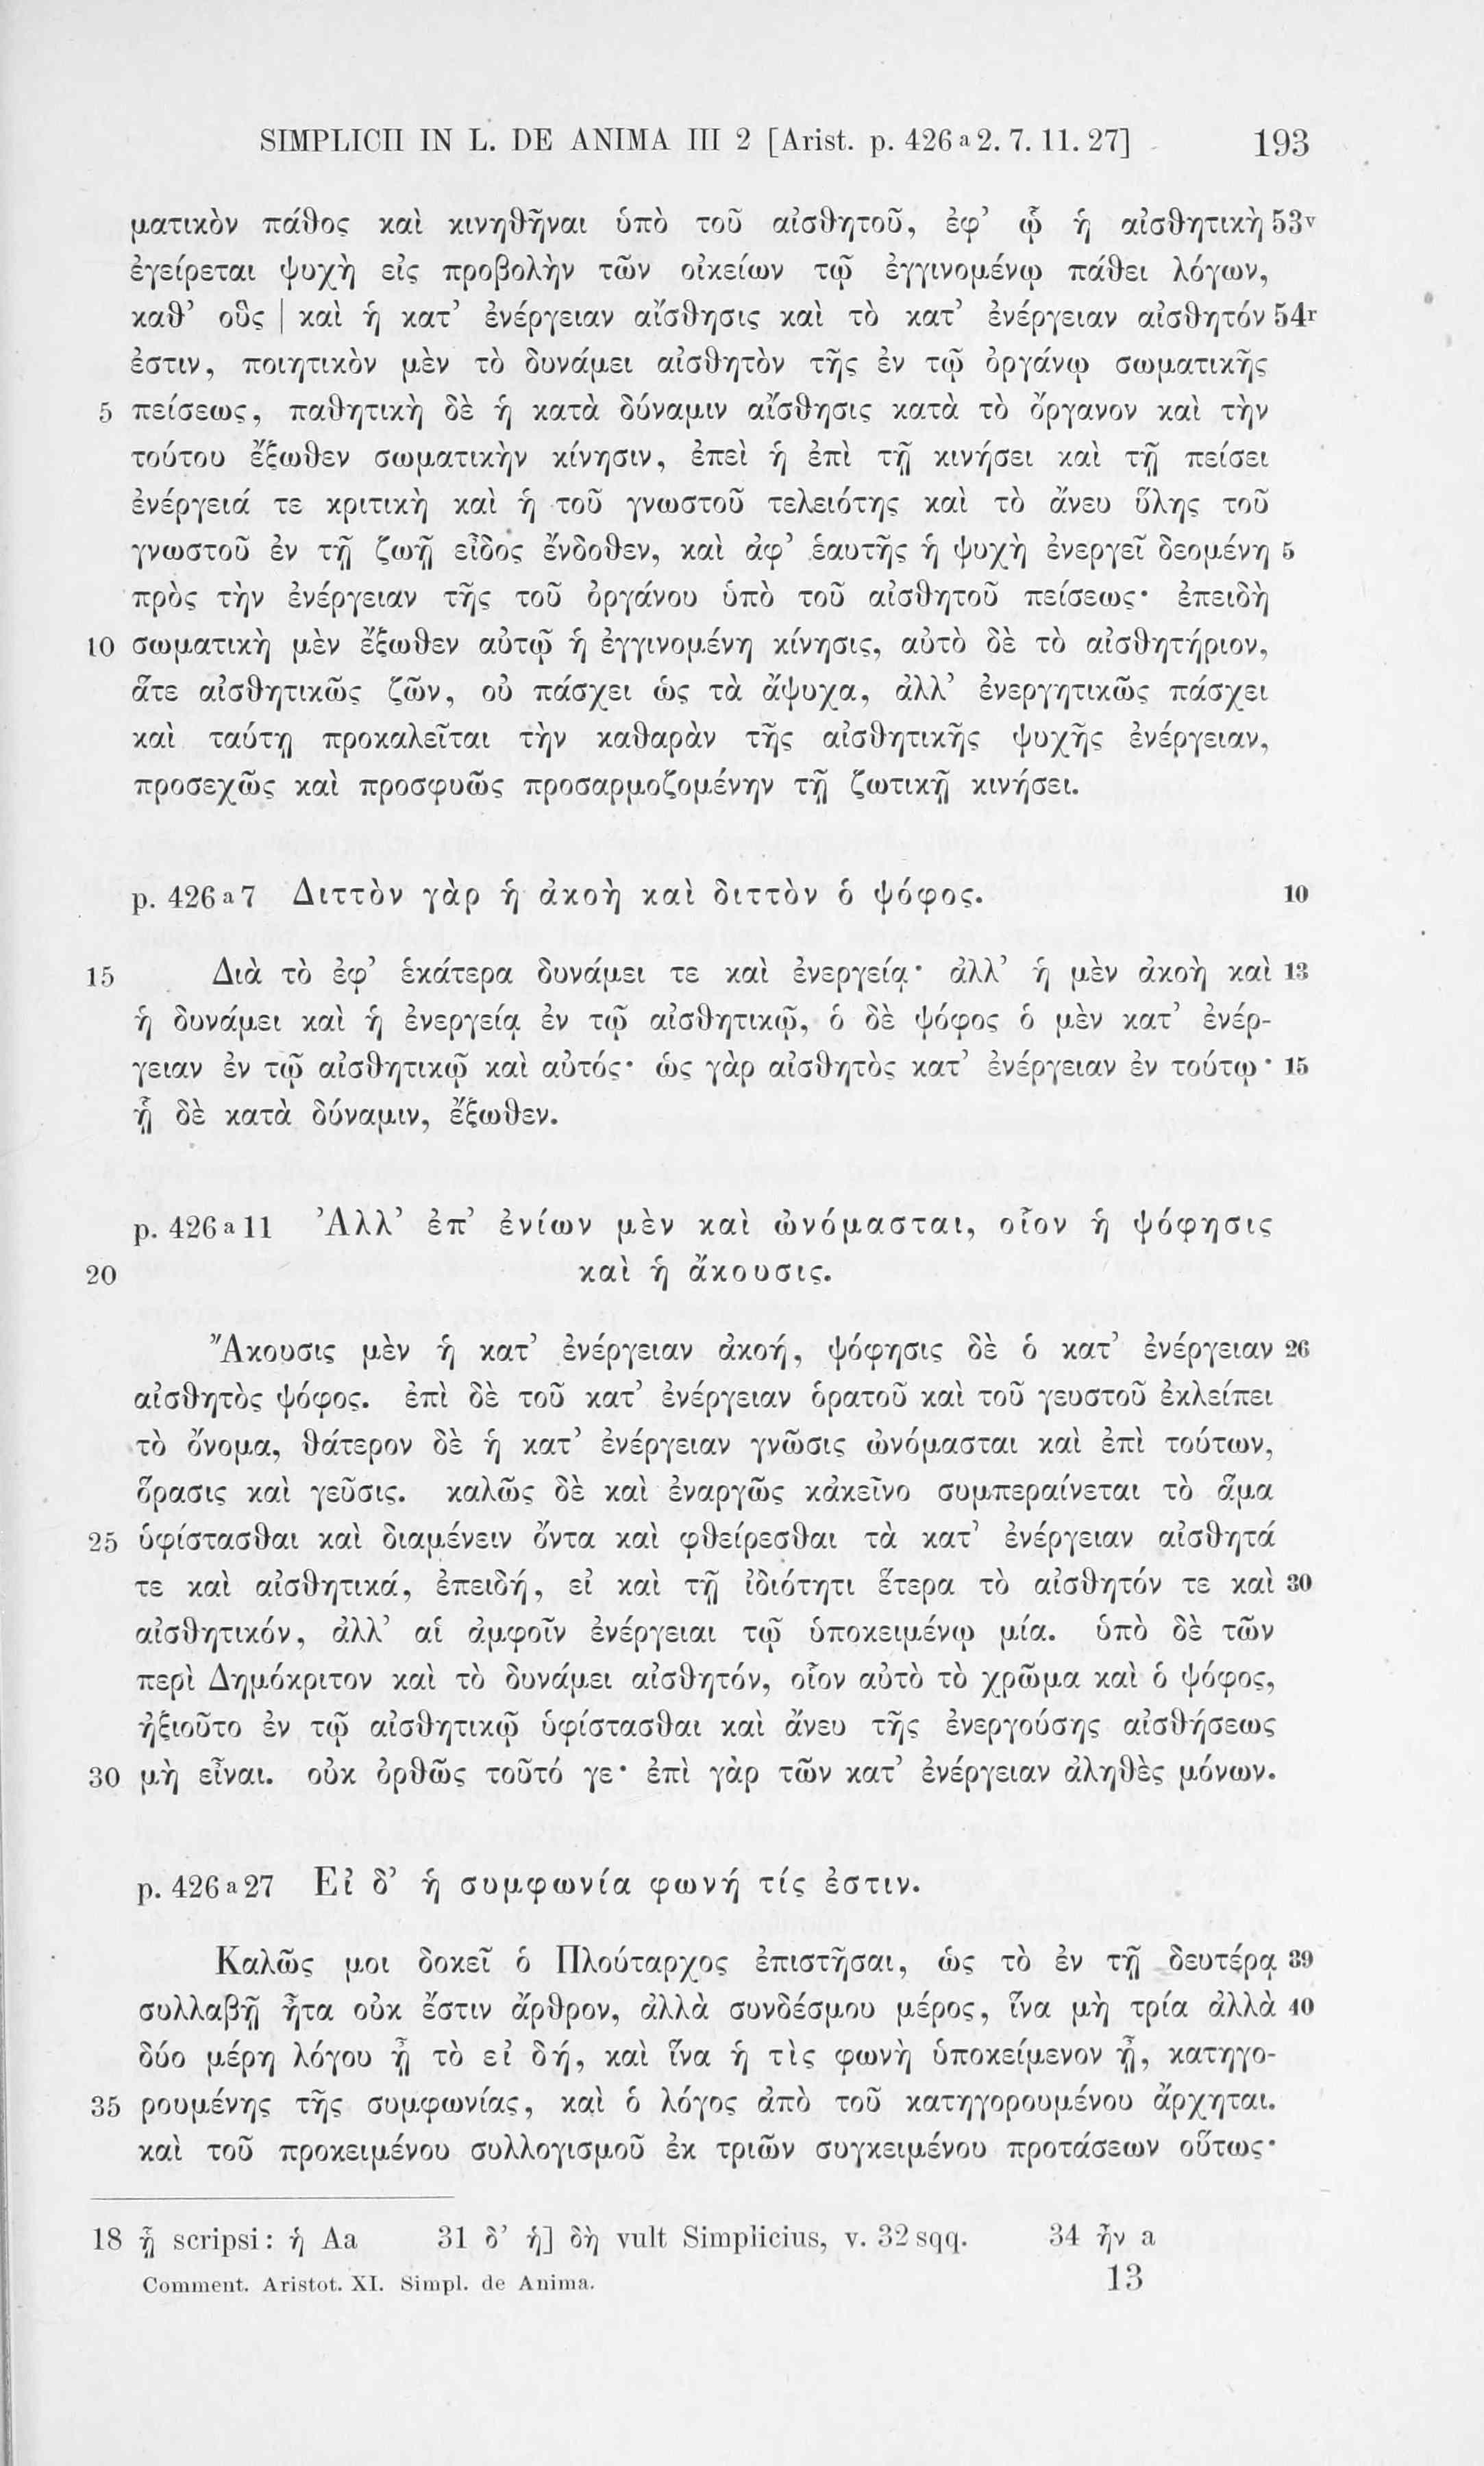 SIMPLICII IN L. DE ANIMA III 2 [Arist. p. 426 a 2. 7. 11. 27] 193
ματικὸν πάθος καὶ κινηθῆναι ὑπὸ τοῦ αἰσθητοῦ, ἐφ’ ᾧ ἡ αἰσθητικὴ 53v
ἐγείρεται ψυχὴ εἰς προβολὴν τῶν οἰκείων τῷ ἐγγινομένῳ πάθει λόγων,
καθ’ οὓς | καὶ ἡ κατ’ ἐνέργειαν αἴσθησις καὶ τὸ κατ’ ἐνέργειαν αἰσθητόν 54r
ἐστιν, ποιητικὸν μὲν τὸ δυνάμει αἰσθητὸν τῆς ἐν τῷ ὀργάνῳ σωματικῆς
5 πείσεως, παθητικὴ δὲ ἡ κατὰ δύναμιν αἴσθησις κατὰ τὸ ὄργανον καὶ τὴν
τούτου ἔξωθεν σωματικὴν κίνησιν, ἐπεὶ ἡ ἐπὶ τῇ κινήσει καὶ τῇ πείσει
ἐνέργειά τε κριτικὴ καὶ ἡ τοῦ γνωστοῦ τελειότης καὶ τὸ ἄνευ ὕλης τοῦ
γνωστοῦ ἐν τῇ ζωῇ εἶδος ἔνδοθεν, καὶ ἀφ’ ἑαυτῆς ἡ ψυχὴ ἐνεργεῖ δεομένη 5
πρὸς τὴν ἐνέργειαν τῆς τοῦ ὀργάνου ὑπὸ τοῦ αἰσθητοῦ πείσεως· ἐπειδὴ
10 σωματικὴ μὲν ἔξωθεν αὐτῷ ἡ ἐγγινομένη κίνησις, αὐτὸ δὲ τὸ αἰσθητήριον,
ἅτε αἰσθητικῶς ζῶν, οὐ πάσχει ὡς τὰ ἄψυχα, ἀλλ’ ἐνεργητικῶς πάσχει
καὶ ταύτῃ προκαλεῖται τὴν καθαρὰν τῆς αἰσθητικῆς ψυχῆς ἐνέργειαν,
προσεχῶς καὶ προσφυῶς προσαρμοζομένην τῇ ζωτικῇ κινήσει.
p. 426 a 7 Διττὸν γὰρ ἡ ἀκοὴ καὶ διττὸν ὁ ψόφος. 10
15 Διὰ τὸ ἐφ’ ἑκάτερα δυνάμει τε καὶ ἐνεργείᾳ· ἀλλ’ ἡ μὲν ἀκοὴ καὶ 13
ἡ δυνάμει καὶ ἡ ἐνεργείᾳ ἐν τῷ αἰσθητικῷ, ὁ δὲ ψόφος ὁ μὲν κατ’ ἐνέρ-
γειαν ἐν τῷ αἰσθητικῷ καὶ αὐτός· ὡς γὰρ αἰσθητὸς κατ’ ἐνέργειαν ἐν τούτῳ· 15
ᾗ δὲ κατὰ δύναμιν, ἔξωθεν.
p. 426 a 11 Ἀλλ’ ἐπ’ ἐνίων μὲν καὶ ὠνόμασται, οἷον ἡ ψόφησις
20 καὶ ἡ ἄκουσις.
Ἄκουσις μὲν ἡ κατ’ ἐνέργειαν ἀκοή, ψόφησις δὲ ὁ κατ’ ἐνέργειαν 26
αἰσθητὸς ψόφος. ἐπὶ δὲ τοῦ κατ’ ἐνέργειαν ὁρατοῦ καὶ τοῦ γευστοῦ ἐκλείπει
τὸ ὄνομα, θάτερον δὲ ἡ κατ’ ἐνέργειαν γνῶσις ὠνόμασται καὶ ἐπὶ τούτων,
ὅρασις καὶ γεῦσις. καλῶς δὲ καὶ ἐναργῶς κἀκεῖνο συμπεραίνεται τὸ ἅμα
25 ὑφίστασθαι καὶ διαμένειν ὄντα καὶ φθείρεσθαι τὰ κατ’ ἐνέργειαν αἰσθητά
τε καὶ αἰσθητικά, ἐπειδή, εἰ καὶ τῇ ἰδιότητι ἕτερα τὸ αἰσθητόν τε καὶ 30
αἰσθητικόν, ἀλλ’ αἱ ἀμφοῖν ἐνέργειαι τῷ ὑποκειμένῳ μία. ὑπὸ δὲ τῶν
περὶ Δημόκριτον καὶ τὸ δυνάμει αἰσθητόν, οἷον αὐτὸ τὸ χρῶμα καὶ ὁ ψόφος,
ἠξιοῦτο ἐν τῷ αἰσθητικῷ ὑφίστασθαι καὶ ἄνευ τῆς ἐνεργούσης αἰσθήσεως
30 μὴ εἶναι. οὐκ ὀρθῶς τοῦτό γε· ἐπὶ γὰρ τῶν κατ’ ἐνέργειαν ἀληθὲς μόνων.
p. 426 a 27 Εἰ δ’ ἡ συμφωνία φωνή τίς ἐστιν.
Καλῶς μοι δοκεῖ ὁ Πλούταρχος ἐπιστῆσαι, ὡς τὸ ἐν τῇ δευτέρᾳ 39
συλλαβῇ ἦτα οὐκ ἔστιν ἄρθρον, ἀλλὰ συνδέσμου μέρος, ἵνα μὴ τρία ἀλλὰ 40
δύο μέρη λόγου ᾖ τὸ εἰ δή, καὶ ἵνα ἡ τὶς φωνὴ ὑποκείμενον ᾖ, κατηγο-
35 ρουμένης τῆς συμφωνίας, καὶ ὁ λόγος ἀπὸ τοῦ κατηγορουμένου ἄρχηται.
καὶ τοῦ προκειμένου συλλογισμοῦ ἐκ τριῶν συγκειμένου προτάσεων οὕτως·
18 ᾗ scripsi: ἡ Aa 31 δ’ ἡ] δὴ vult Simplicius, v. 32 sqq. 34 ἦν a
Comment. Aristot. XI. Simpl. de Anima. 13